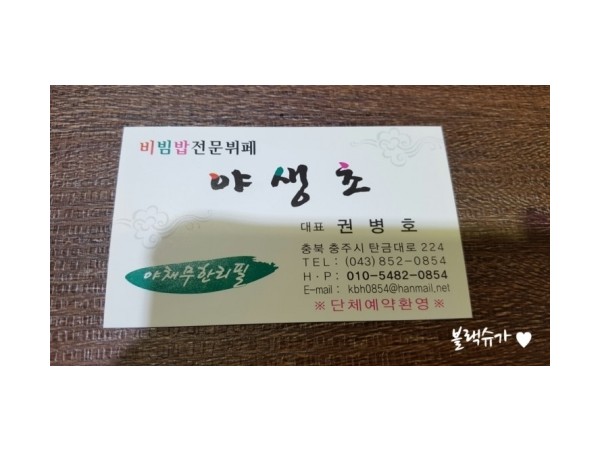 비빔밥전문뷔페
야생초
대표 권병호
충북 충주시 탄금대로 224
TEL : (043) 852-0854
H·P : 010-5482-0854
E-mail : kbh0854@hanmail.net
※단체예약환영※
야채무한리필
블랙슈가♥